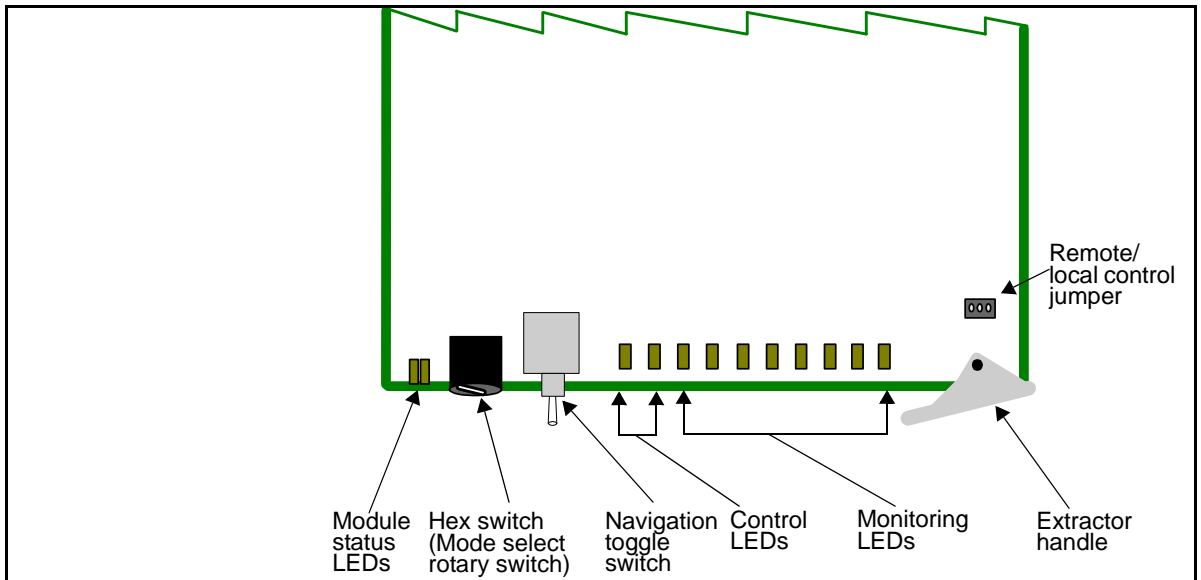 Remote/
local control
jumper
Module
status
LEDs
Hex switch
(Mode select
rotary switch)
Navigation
toggle
switch
Control
LEDs
Monitoring
LEDs
Extractor
handle